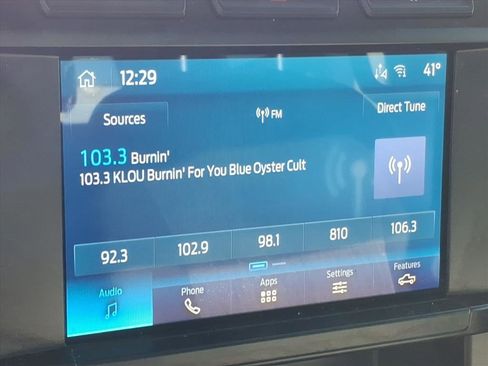 12:29
41°
Sources
FM
Direct Tune
103.3 Burnin'
103.3 KLOU Burnin' For You Blue Oyster Cult
92.3
102.9
98.1
810
106.3
Audio
Phone
Apps
Settings
Features